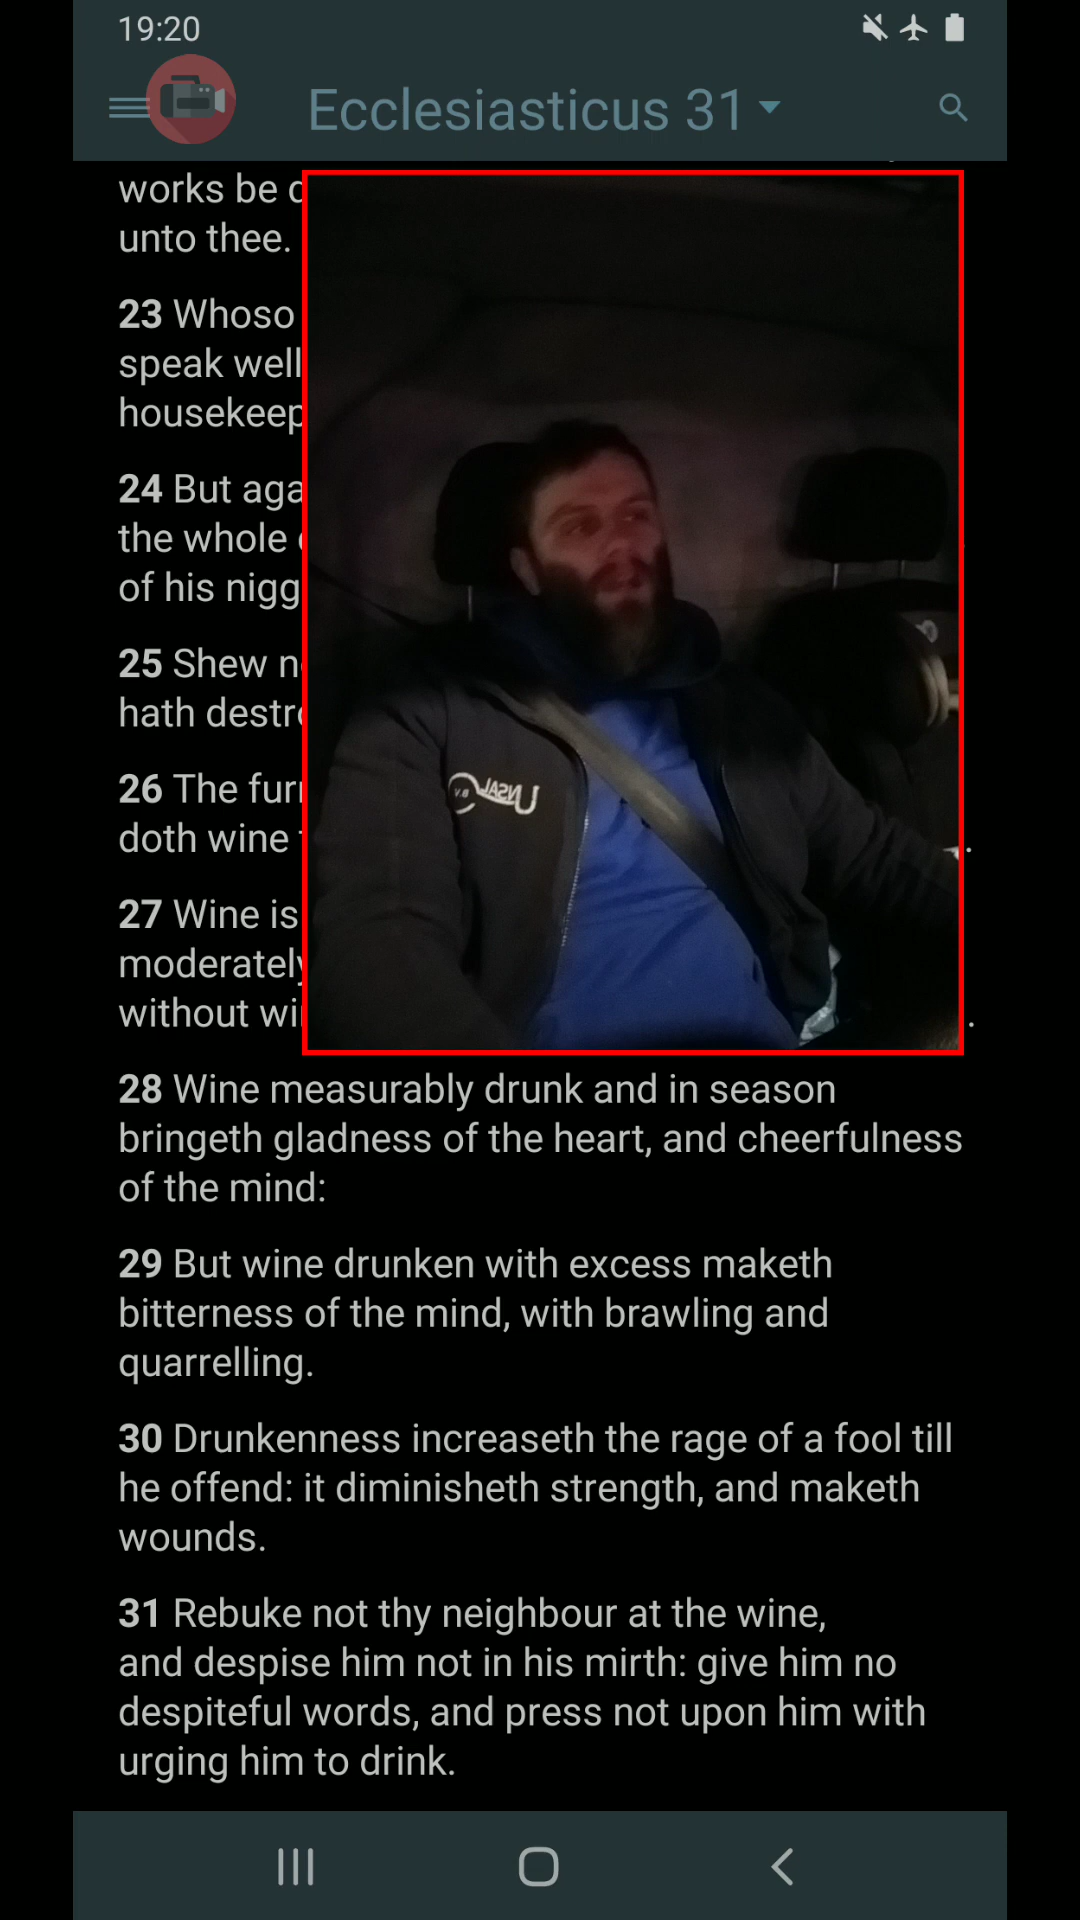 19:20
Ecclesiasticus 31
works be
unto thee.
23 Whoso
speak well
housekeep
24 But aga
the whole
of his nigg
25 Shew n
hath destr
26 The fur
doth wine .
27 Wine is
moderately
without wi .
UNSAL
B.V
28 Wine measurably drunk and in season
bringeth gladness of the heart, and cheerfulness
of the mind:
29 But wine drunken with excess maketh
bitterness of the mind, with brawling and
quarrelling.
30 Drunkenness increaseth the rage of a fool till
he offend: it diminisheth strength, and maketh
wounds.
31 Rebuke not thy neighbour at the wine,
and despise him not in his mirth: give him no
despiteful words, and press not upon him with
urging him to drink.